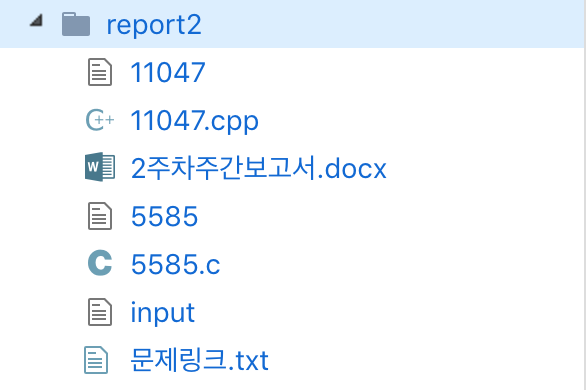 report2
11047
11047.cpp
2주차주간보고서.docx
5585
5585.c
input
문제링크.txt